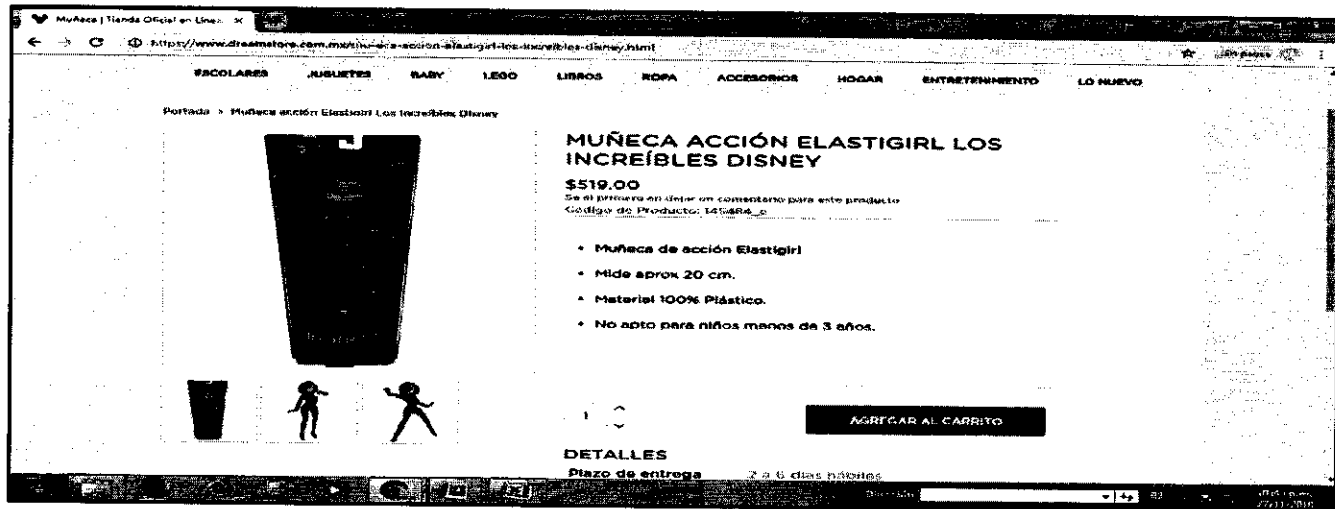 Muñeca | Tienda Oficial en Línea
ESCOLARES JUGUETES BABY LEGO LIBROS ROPA ACCESORIOS HOGAR ENTRETENIMIENTO LO NUEVO
Portada > Muñeca acción Elastigirl Los Increíbles Disney
MUÑECA ACCIÓN ELASTIGIRL LOS
INCREÍBLES DISNEY
$519.00
Se el primero en dejar un comentario para este producto
Código de Producto:
• Muñeca de acción Elastigirl
• Mide aprox 20 cm.
• Material 100% Plástico.
• No apto para niños menos de 3 años.
1
AGREGAR AL CARRITO
DETALLES
Plazo de entrega 2 a 6 días hábiles